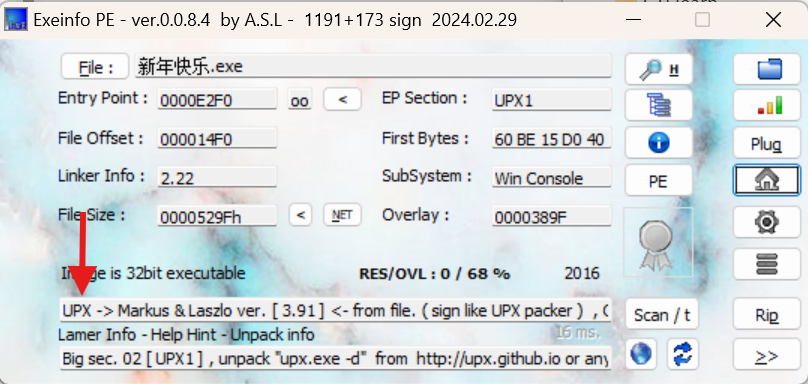 Exeinfo PE - ver.0.0.8.4 by A.S.L - 1191+173 sign 2024.02.29
File : 新年快乐.exe H
Entry Point : 0000E2F0 oo < EP Section : UPX1
File Offset : 000014F0 First Bytes : 60 BE 15 D0 40 Plug
Linker Info : 2.22 SubSystem : Win Console PE
File Size : 0000529Fh < NET Overlay : 0000389F
Image is 32bit executable RES/OVL : 0 / 68 % 2016
UPX -> Markus & Laszlo ver. [ 3.91 ] <- from file. ( sign like UPX packer ) , Scan / t Rip
Lamer Info - Help Hint - Unpack info 16 ms.
Big sec. 02 [ UPX1 ] , unpack "upx.exe -d" from http://upx.github.io or any >>